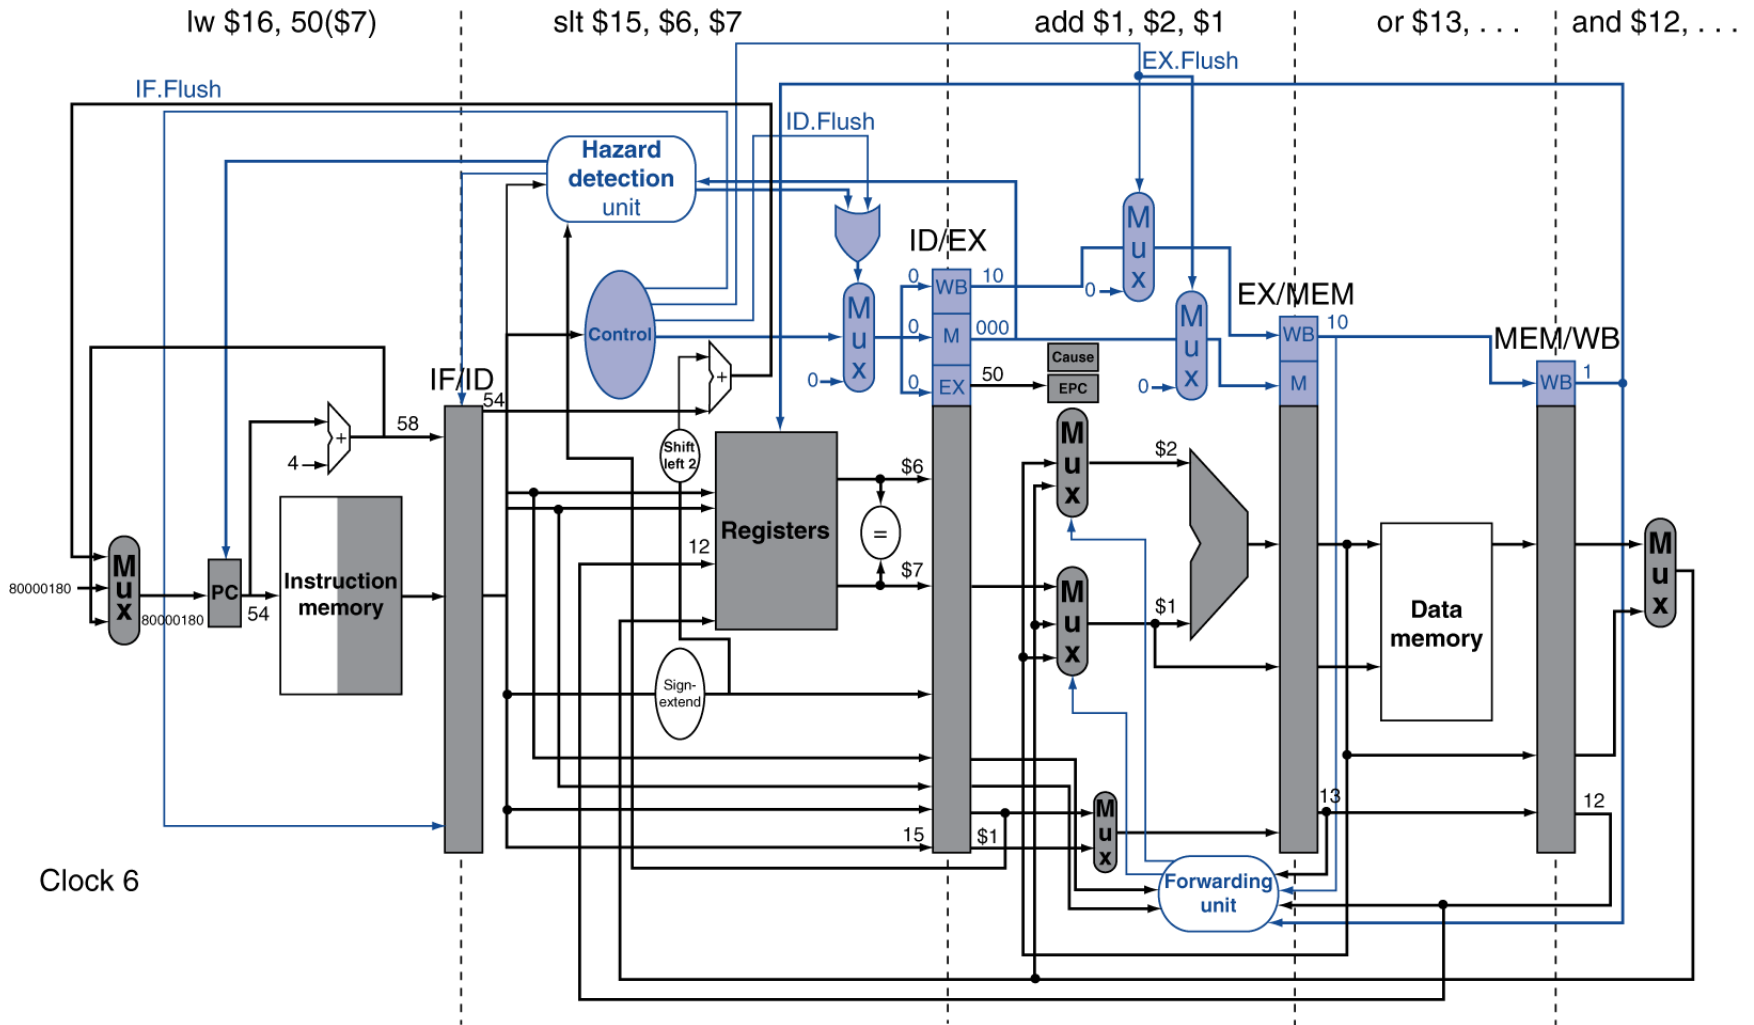 lw $16, 50($7)
slt $15, $6, $7
add $1, $2, $1
or $13, . . .
and $12, . . .
EX.Flush
IF.Flush
ID.Flush
Hazard
detection
unit
Mux
ID/EX
0
10
WB
0
EX/MEM
Control
Mux
0
M
000
Mux
WB
10
MEM/WB
Cause
0
0
EX
50
EPC
0
M
WB
1
IF/ID
54
+
58
+
4
Shift
left 2
Mux
$2
$6
Registers
=
12
$7
Mux
80000180
Mux
PC
80000180
54
Instruction
memory
Mux
$1
Data
memory
Mux
Sign-
extend
13
12
15
$1
Mux
Clock 6
Forwarding
unit